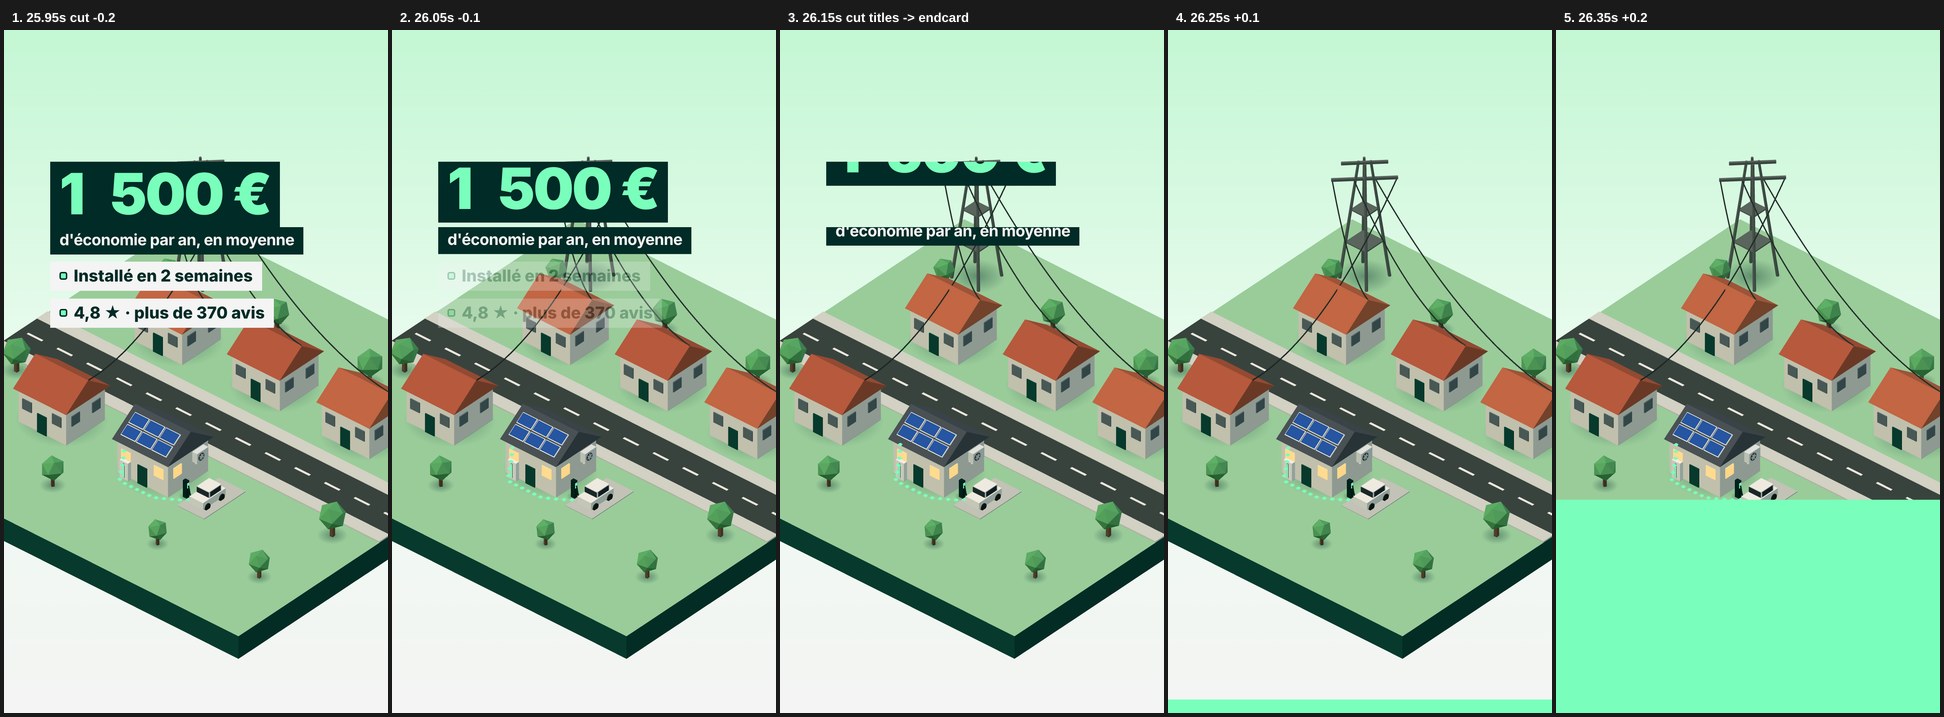 1. 25.95s cut -0.2
1 500 €
d'économie par an, en moyenne
Installé en 2 semaines
4,8 ★ · plus de 370 avis
2. 26.05s -0.1
1 500 €
d'économie par an, en moyenne
Installé en 2 semaines
4,8 ★ · plus de 370 avis
3. 26.15s cut titles -> endcard
1 500 €
d'économie par an, en moyenne
4. 26.25s +0.1
5. 26.35s +0.2